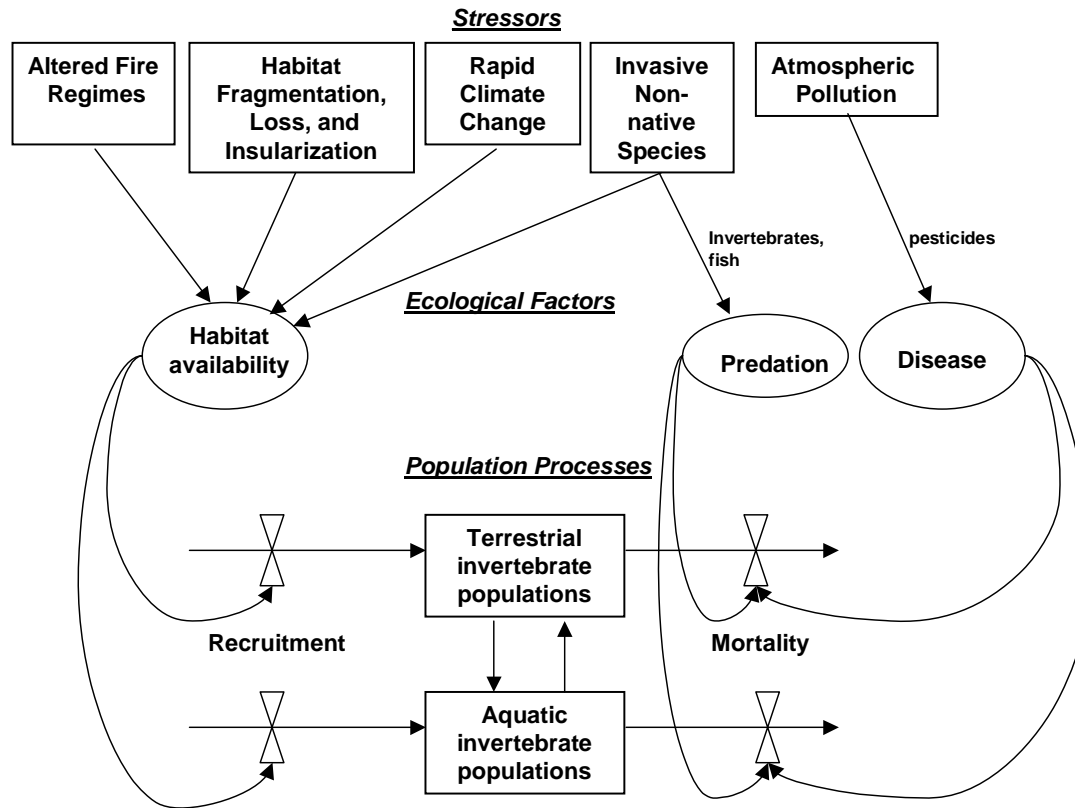 Stressors
Altered Fire
Regimes
Habitat
Fragmentation,
Loss, and
Insularization
Rapid
Climate
Change
Invasive
Non-
native
Species
Atmospheric
Pollution
Invertebrates,
fish
pesticides
Ecological Factors
Habitat
availability
Predation
Disease
Population Processes
Terrestrial
invertebrate
populations
Recruitment
Mortality
Aquatic
invertebrate
populations